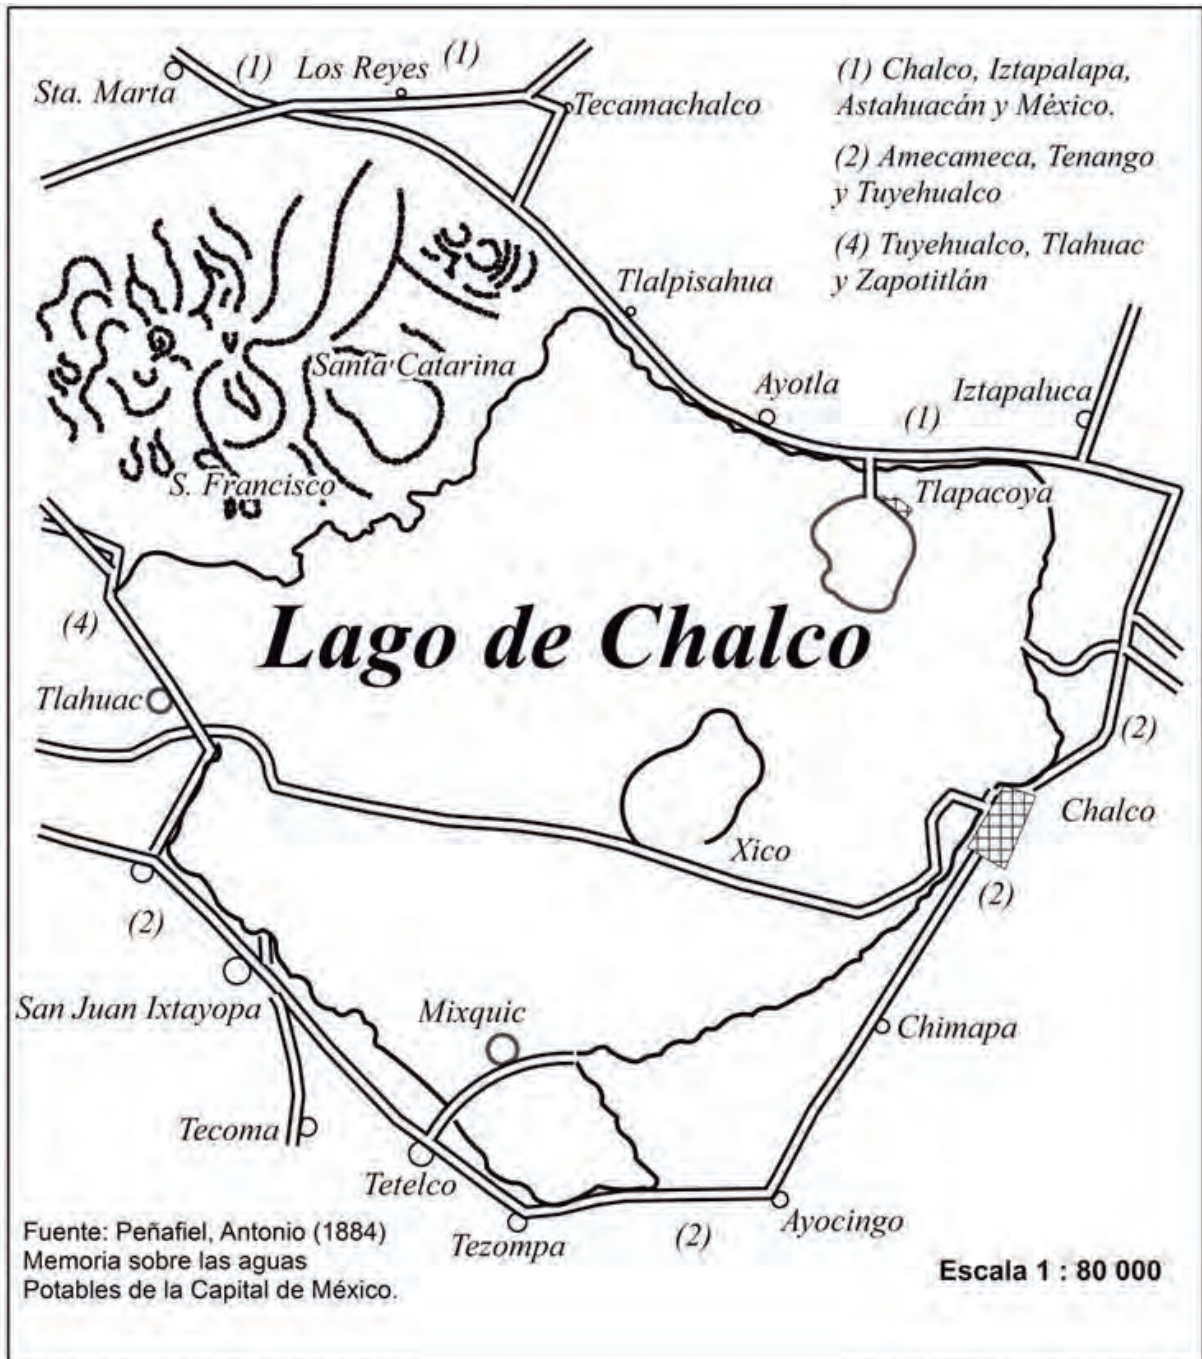 (1) Los Reyes (1)
Sta. Marta
Tecamachalco
(1) Chalco, Iztapalapa,
Astahuacán y México.
(2) Amecameca, Tenango
y Tuyehualco
(4) Tuyehualco, Tlahuac
y Zapotitlán
Tlalpisahua
Santa Catarina
Ayotla
Iztapaluca
(1)
S. Francisco
Tlapacoya
Lago de Chalco
(4)
Tlahuac
(2)
Chalco
Xico
(2)
(2)
San Juan Ixtayopa
Mixquic
Chimapa
Tecoma
Tetelco
Ayocingo
Tezompa
(2)
Fuente: Peñafiel, Antonio (1884)
Memoria sobre las aguas
Potables de la Capital de México.
Escala 1 : 80 000